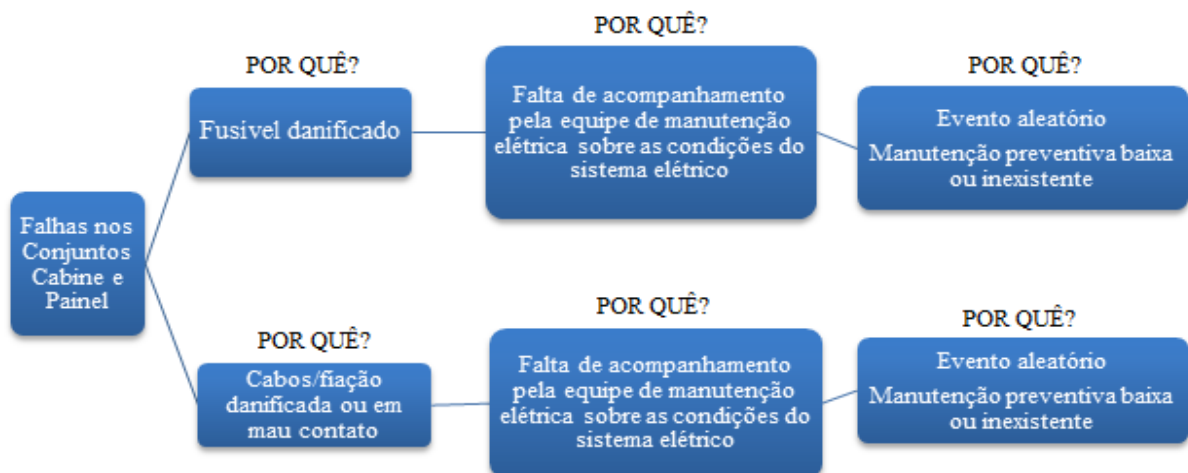 Falhas nos
Conjuntos
Cabine e
Painel
POR QUÊ?
Fusível danificado
POR QUÊ?
Falta de acompanhamento
pela equipe de manutenção
elétrica sobre as condições do
sistema elétrico
POR QUÊ?
Evento aleatório
Manutenção preventiva baixa
ou inexistente
POR QUÊ?
Cabos/fiação
danificada ou em
mau contato
POR QUÊ?
Falta de acompanhamento
pela equipe de manutenção
elétrica sobre as condições do
sistema elétrico
POR QUÊ?
Evento aleatório
Manutenção preventiva baixa
ou inexistente